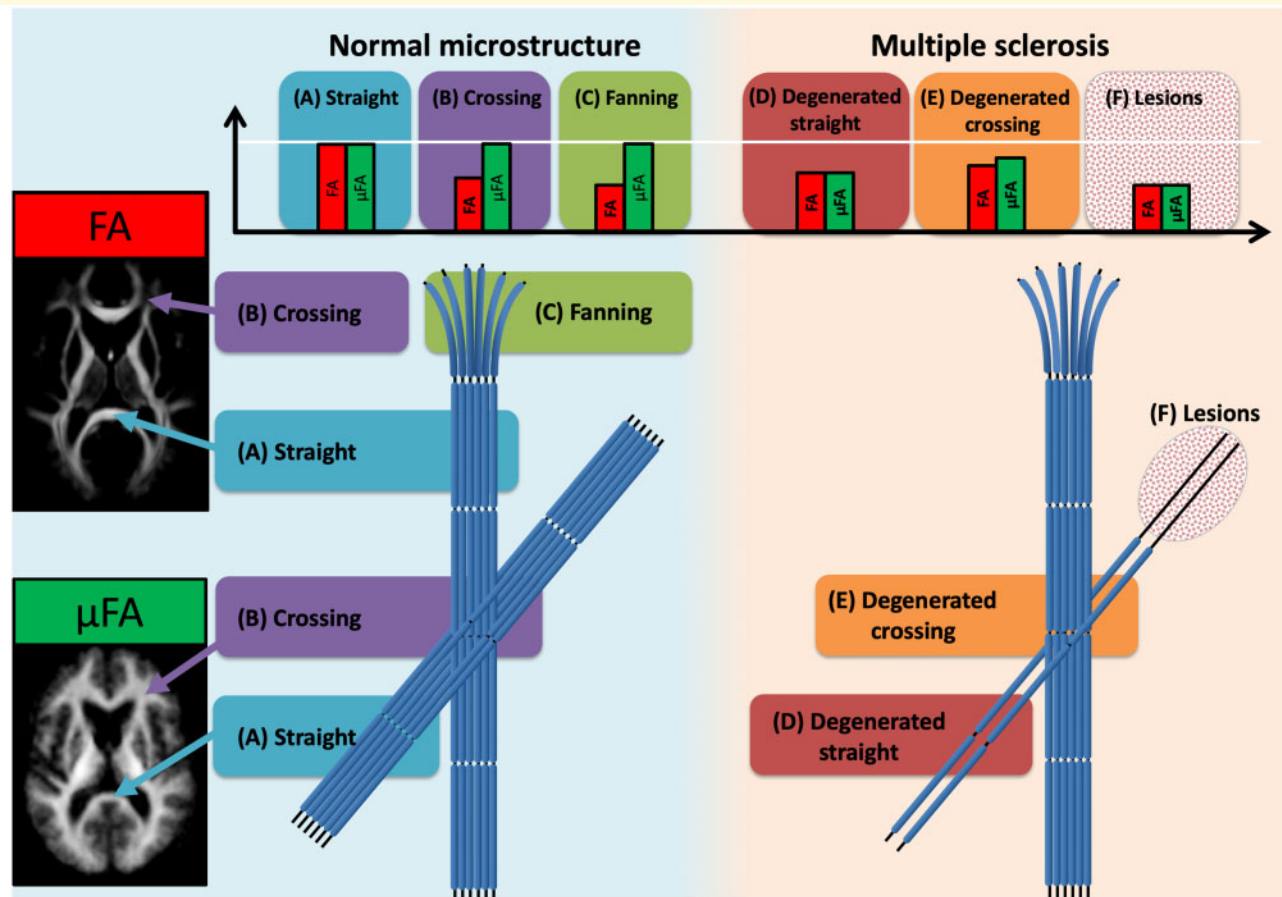 Normal microstructure
Multiple sclerosis
(A) Straight
(B) Crossing
(C) Fanning
(D) Degenerated
straight
(E) Degenerated
crossing
(F) Lesions
FA
μFA
FA
μFA
FA
μFA
FA
μFA
FA
μFA
FA
μFA
FA
(B) Crossing
(C) Fanning
(A) Straight
(F) Lesions
μFA
(B) Crossing
(A) Straight
(E) Degenerated
crossing
(D) Degenerated
straight